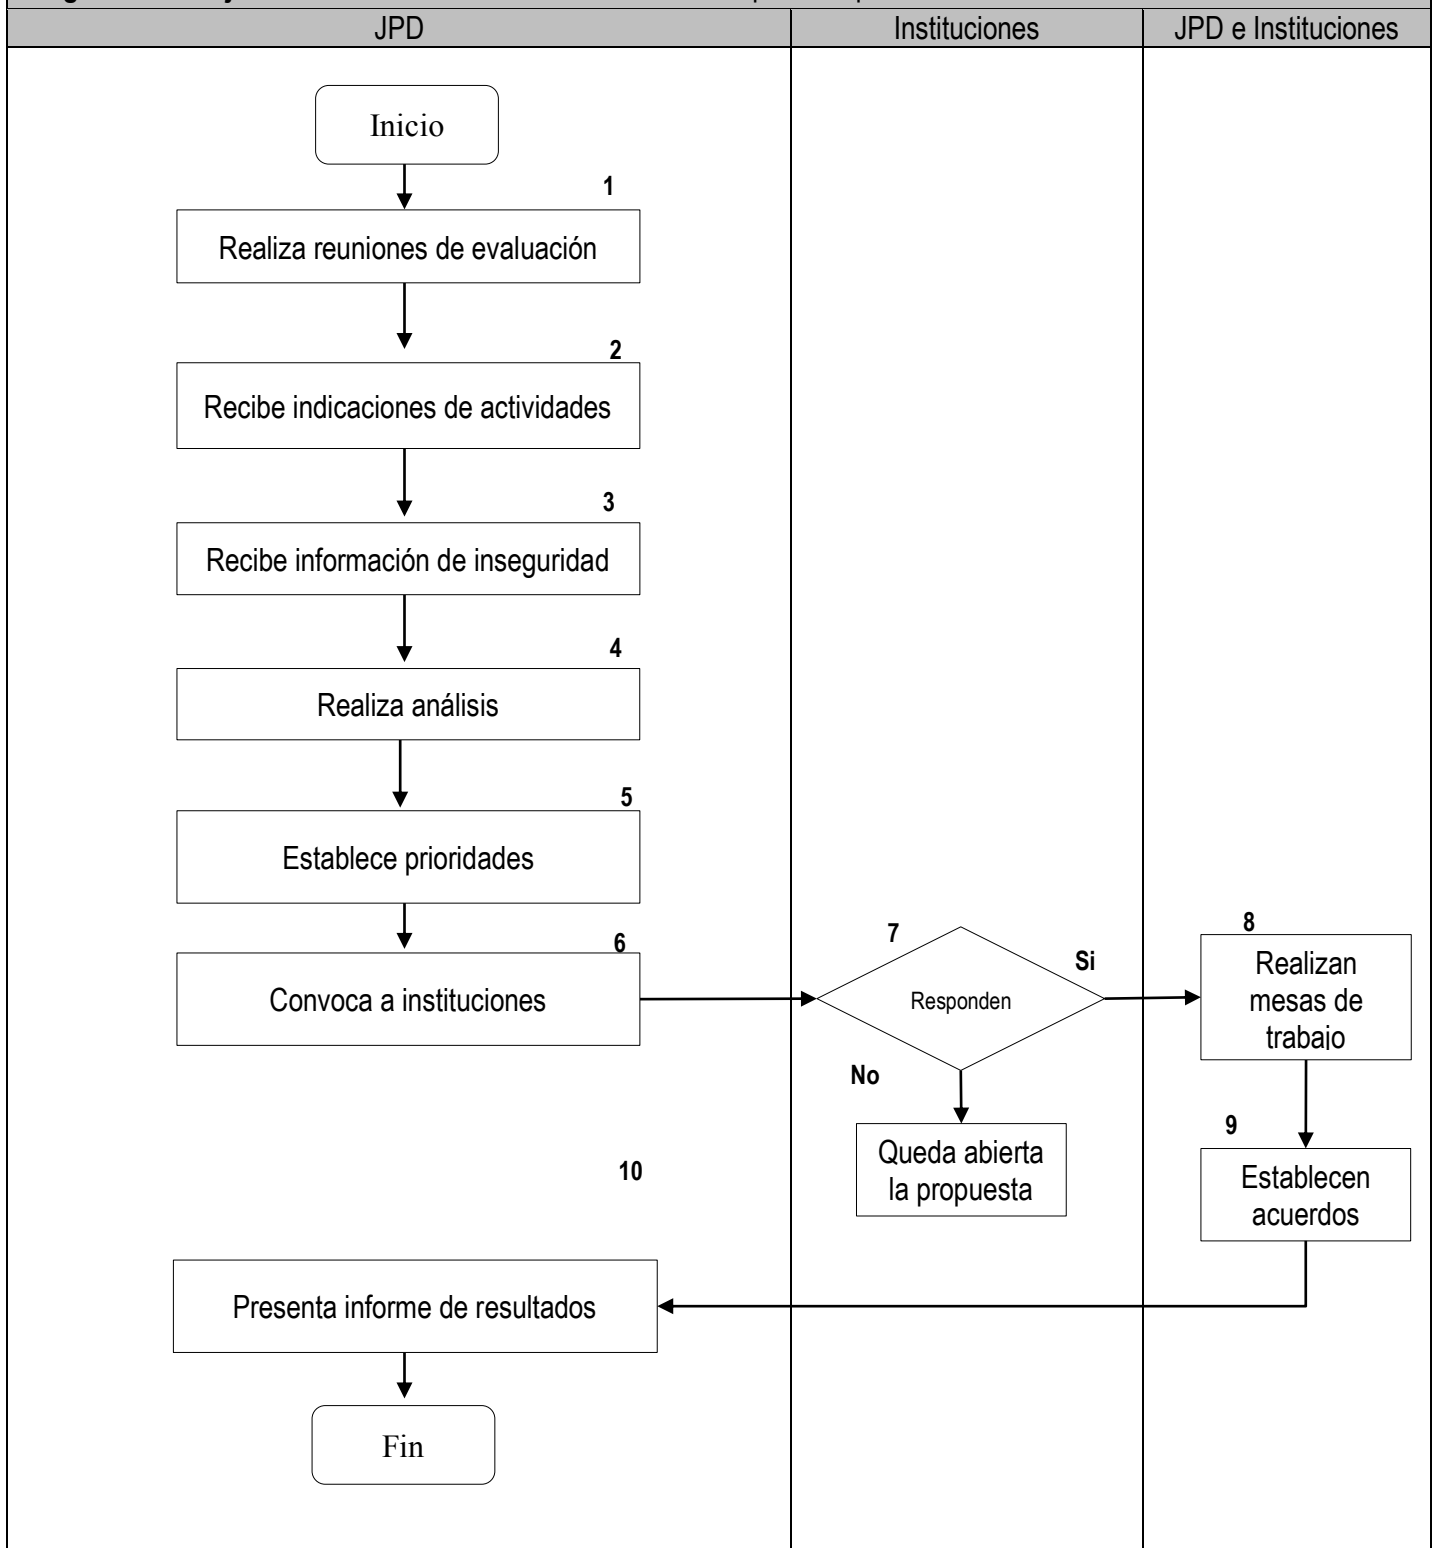 JPD
Instituciones
JPD e Instituciones
Inicio
1
Realiza reuniones de evaluación
2
Recibe indicaciones de actividades
3
Recibe información de inseguridad
4
Realiza análisis
5
Establece prioridades
6
Convoca a instituciones
7
Responden
Si
No
Queda abierta
la propuesta
8
Realizan
mesas de
trabajo
9
Establecen
acuerdos
10
Presenta informe de resultados
Fin